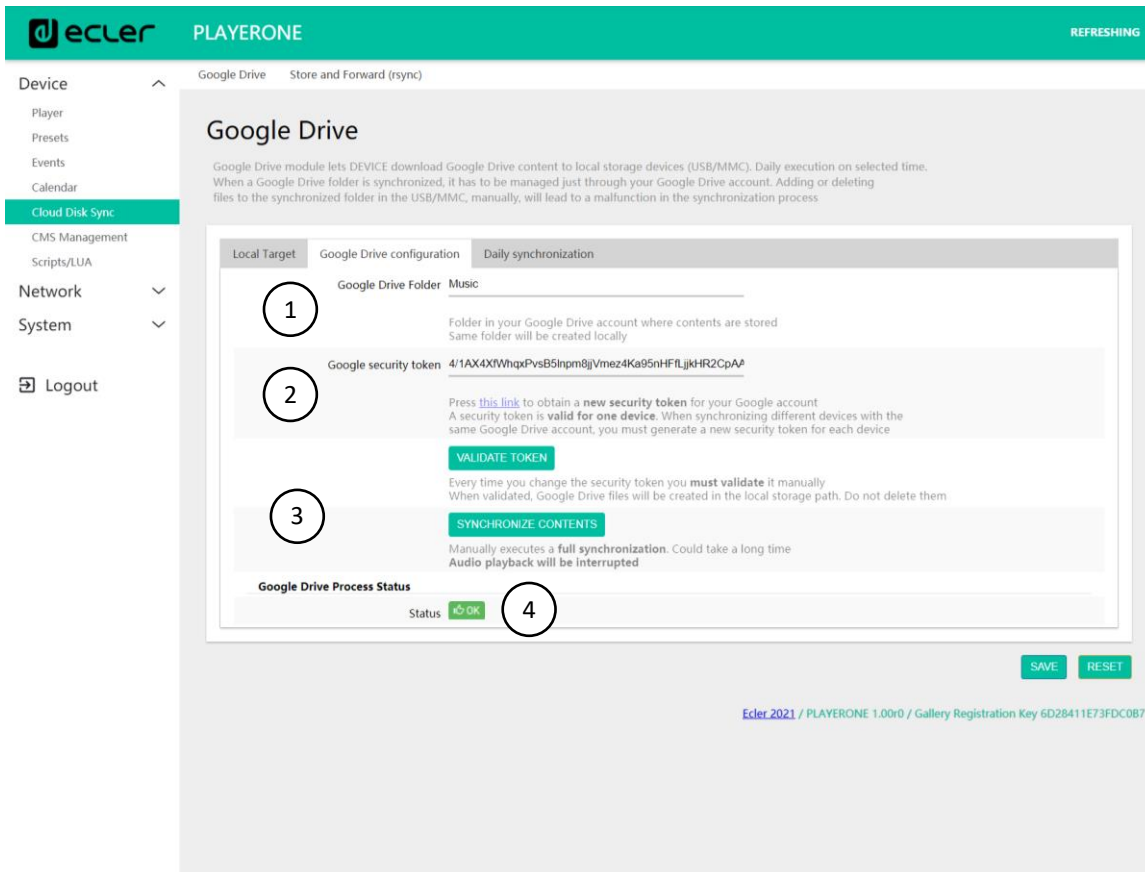 ecler
PLAYERONE
REFRESHING
Device
Player
Presets
Events
Calendar
Cloud Disk Sync
CMS Management
Scripts/LUA
Network
System
Logout
Google Drive Store and Forward (rsync)
Google Drive
Google Drive module lets DEVICE download Google Drive content to local storage devices (USB/MMC). Daily execution on selected time.
When a Google Drive folder is synchronized, it has to be managed just through your Google Drive account. Adding or deleting
files to the synchronized folder in the USB/MMC, manually, will lead to a malfunction in the synchronization process
Local Target Google Drive configuration Daily synchronization
1
Google Drive Folder Music
Folder in your Google Drive account where contents are stored
Same folder will be created locally
2
Google security token
Press this link to obtain a new security token for your Google account
A security token is valid for one device. When synchronizing different devices with the
same Google Drive account, you must generate a new security token for each device
VALIDATE TOKEN
Every time you change the security token you must validate it manually
When validated, Google Drive files will be created in the local storage path. Do not delete them
3
SYNCHRONIZE CONTENTS
Manually executes a full synchronization. Could take a long time
Audio playback will be interrupted
Google Drive Process Status
Status OK 4
SAVE RESET
Ecler 2021 / PLAYERONE 1.00r0 / Gallery Registration Key 6D28411E73FDC0B7